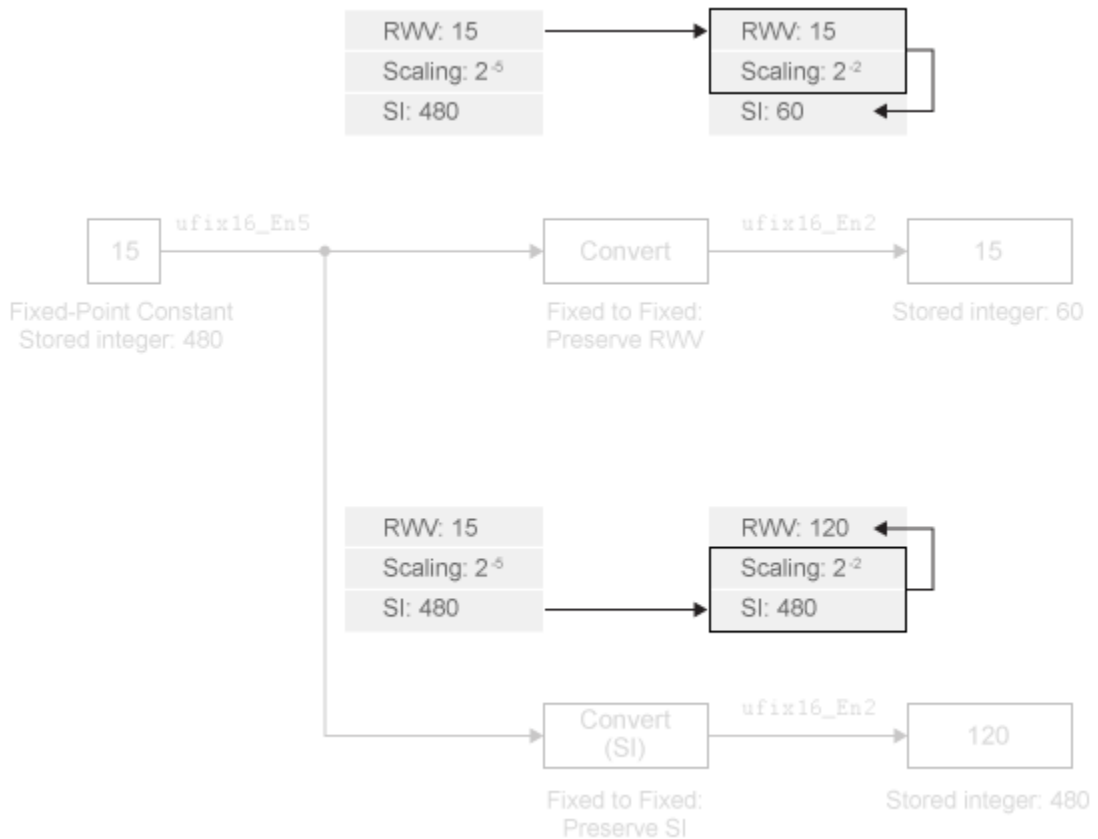 RWV: 15
Scaling: 2⁻⁵
SI: 480
RWV: 15
Scaling: 2⁻²
SI: 60
15
ufix16_En5
Fixed-Point Constant
Stored integer: 480
Convert
Fixed to Fixed:
Preserve RWV
ufix16_En2
15
Stored integer: 60
RWV: 15
Scaling: 2⁻⁵
SI: 480
RWV: 120
Scaling: 2⁻²
SI: 480
Convert
(SI)
Fixed to Fixed:
Preserve SI
ufix16_En2
120
Stored integer: 480